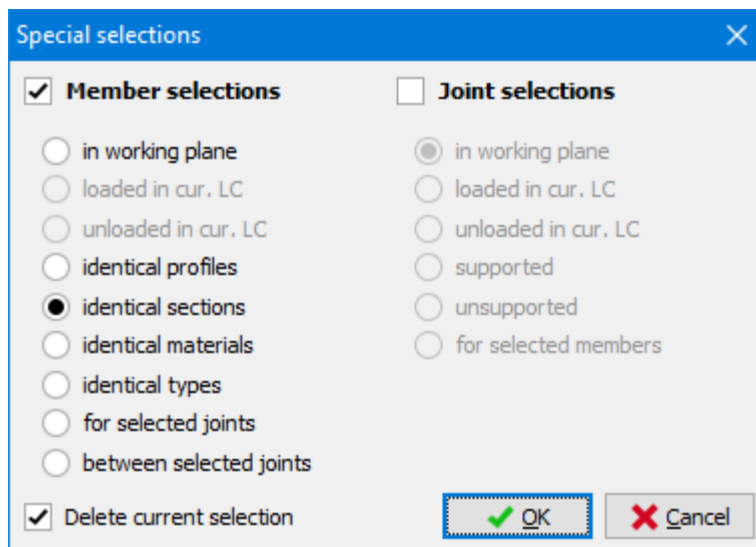 Special selections
Member selections
in working plane
loaded in cur. LC
unloaded in cur. LC
identical profiles
identical sections
identical materials
identical types
for selected joints
between selected joints
Joint selections
in working plane
loaded in cur. LC
unloaded in cur. LC
supported
unsupported
for selected members
Delete current selection
OK
Cancel